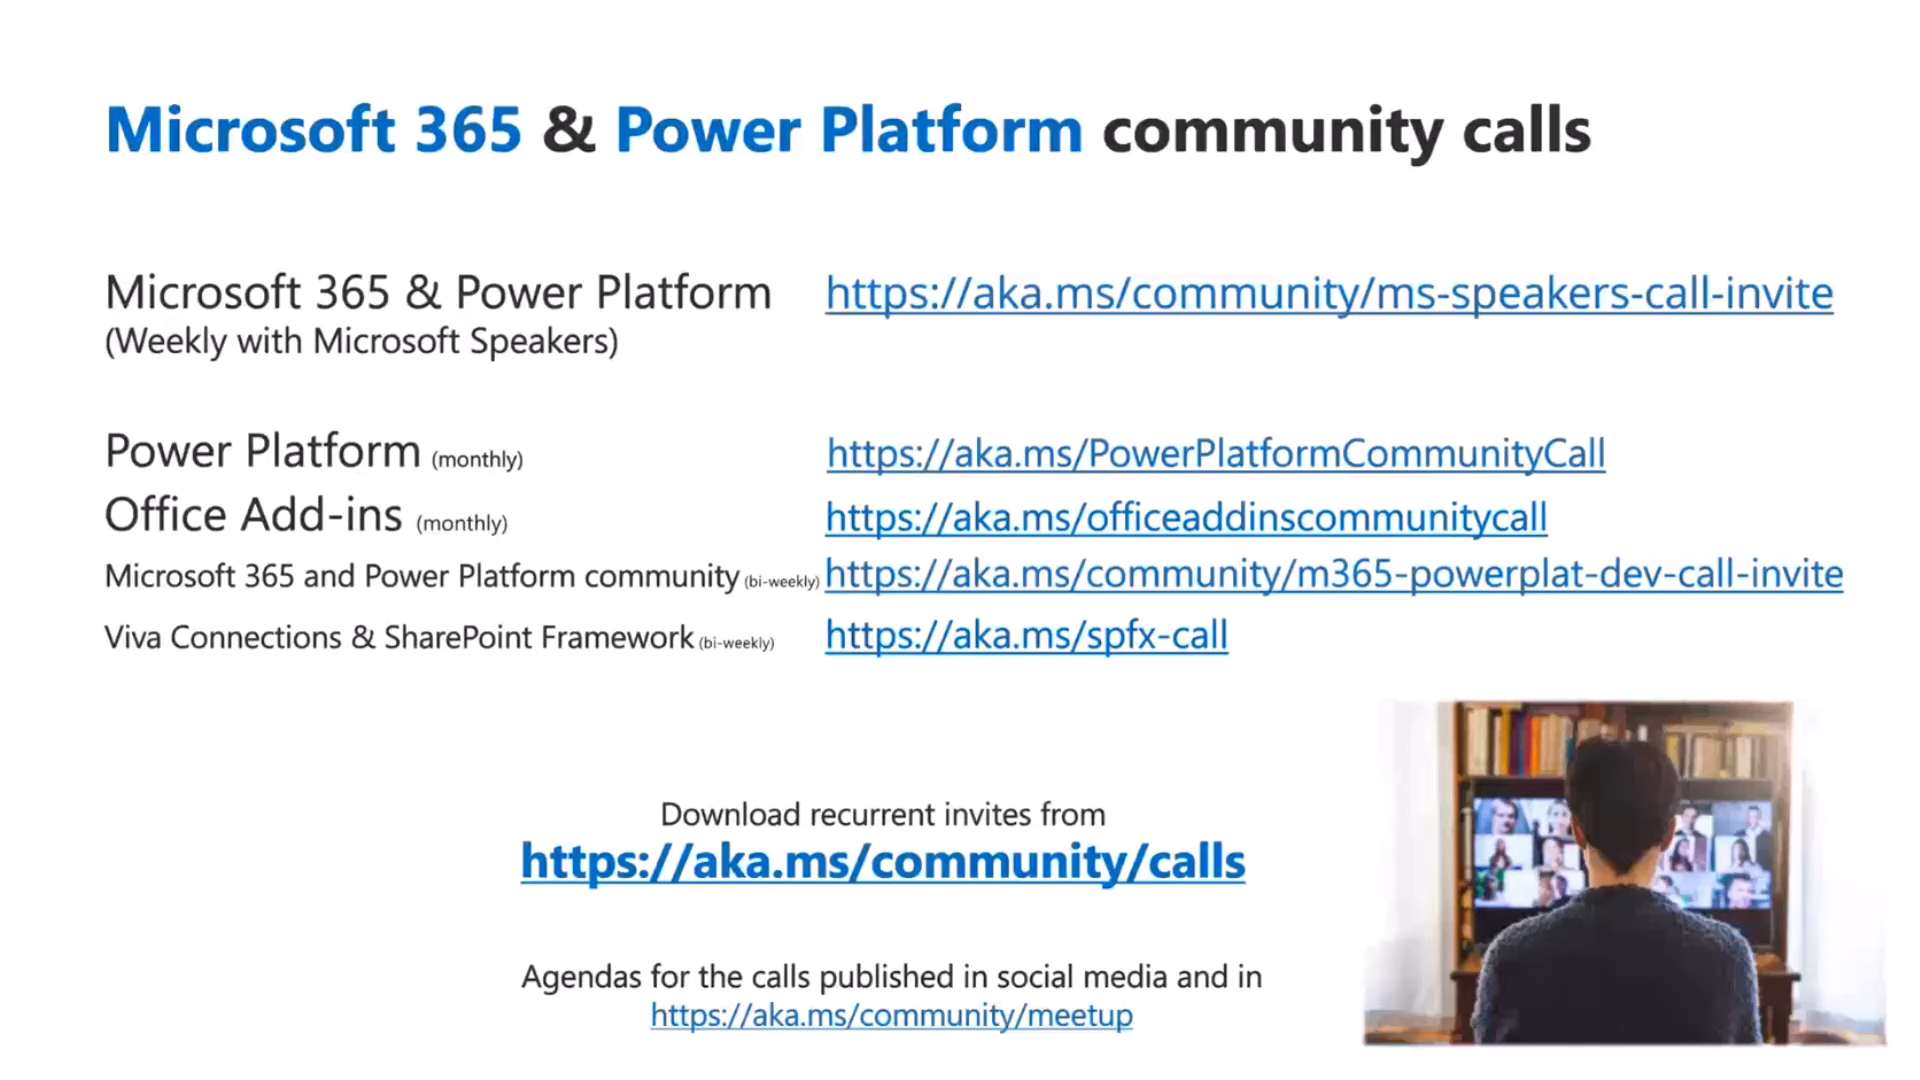 Microsoft 365 & Power Platform community calls
Microsoft 365 & Power Platform https://aka.ms/community/ms-speakers-call-invite
(Weekly with Microsoft Speakers)
Power Platform (monthly) https://aka.ms/PowerPlatformCommunityCall
Office Add-ins (monthly) https://aka.ms/officeaddinscommunitycall
Microsoft 365 and Power Platform community (bi-weekly) https://aka.ms/community/m365-powerplat-dev-call-invite
Viva Connections & SharePoint Framework (bi-weekly) https://aka.ms/spfx-call
Download recurrent invites from
https://aka.ms/community/calls
Agendas for the calls published in social media and in
https://aka.ms/community/meetup